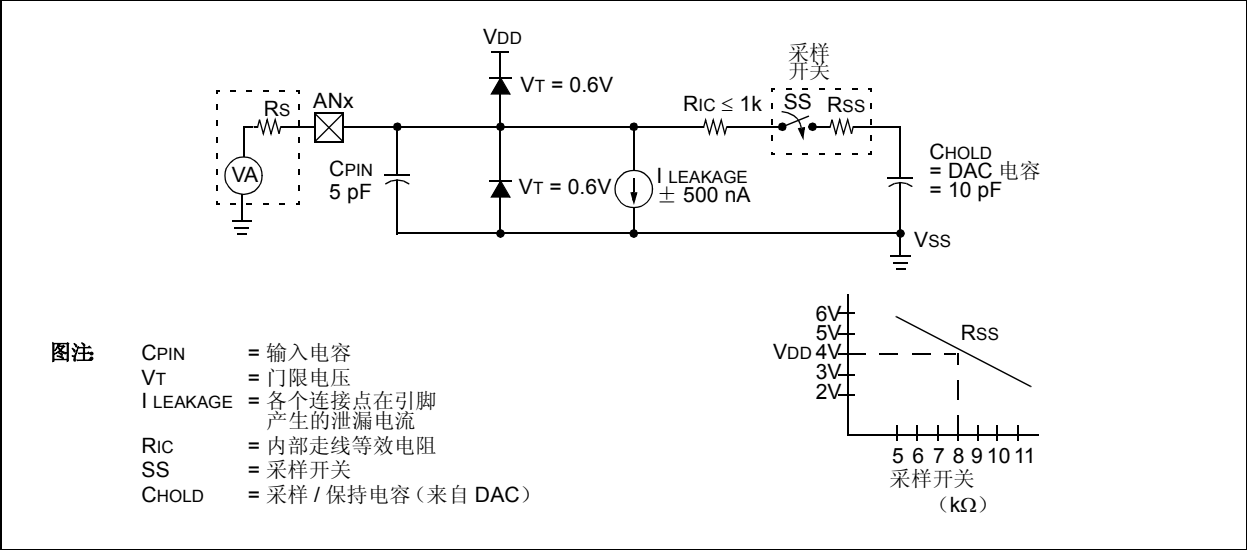 VDD
采样
开关
VT = 0.6V
RS
ANx
RIC ≤ 1k
SS
RSS
VA
CPIN
5 pF
VT = 0.6V
I LEAKAGE
± 500 nA
CHOLD
= DAC 电容
= 10 pF
VSS
图注:
CPIN = 输入电容
VT = 门限电压
I LEAKAGE = 各个连接点在引脚
产生的泄漏电流
RIC = 内部走线等效电阻
SS = 采样开关
CHOLD = 采样 / 保持电容（来自 DAC）
6V
5V
VDD 4V
3V
2V
RSS
5 6 7 8 9 10 11
采样开关
（kΩ）